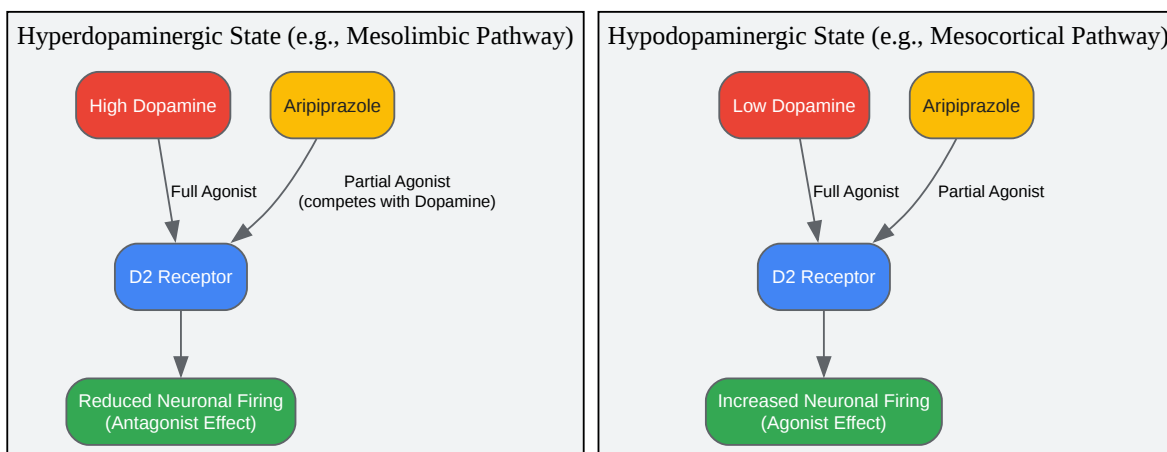 Hyperdopaminergic State (e.g., Mesolimbic Pathway)
High Dopamine
Aripiprazole
Full Agonist
Partial Agonist
(competes with Dopamine)
D2 Receptor
Reduced Neuronal Firing
(Antagonist Effect)
Hypodopaminergic State (e.g., Mesocortical Pathway)
Low Dopamine
Aripiprazole
Full Agonist
Partial Agonist
D2 Receptor
Increased Neuronal Firing
(Agonist Effect)